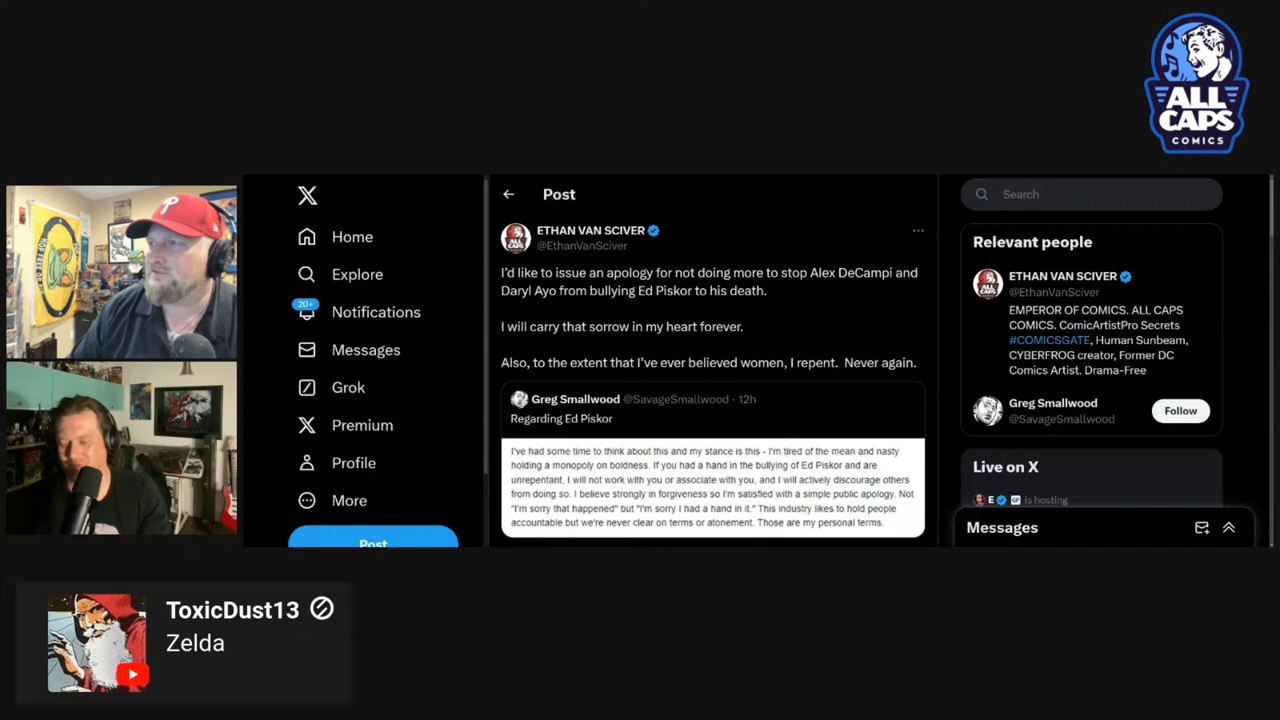 ALL
CAPS
COMICS
Home
Explore
20+
Notifications
Messages
Grok
Premium
Profile
More
Post
Post
ETHAN VAN SCIVER
@EthanVanSciver
I'd like to issue an apology for not doing more to stop Alex DeCampi and
Daryl Ayo from bullying Ed Piskor to his death.
I will carry that sorrow in my heart forever.
Also, to the extent that I've ever believed women, I repent. Never again.
Greg Smallwood @SavageSmallwood · 12h
Regarding Ed Piskor
I've had some time to think about this and my stance is this - I'm tired of the mean and nasty
holding a monopoly on boldness. If you had a hand in the bullying of Ed Piskor and are
unrepentant, I will not work with you or associate with you, and I will actively discourage others
from doing so. I believe strongly in forgiveness so I'm satisfied with a simple public apology. Not
"I'm sorry that happened" but "I'm sorry I had a hand in it." This industry likes to hold people
accountable but we're never clear on terms or atonement. Those are my personal terms.
Search
Relevant people
ETHAN VAN SCIVER
@EthanVanSciver
EMPEROR OF COMICS. ALL CAPS
COMICS. ComicArtistPro Secrets
#COMICSGATE, Human Sunbeam,
CYBERFROG creator, Former DC
Comics Artist. Drama-Free
Greg Smallwood
@SavageSmallwood
Follow
Live on X
E is hosting
Messages
ToxicDust13
Zelda